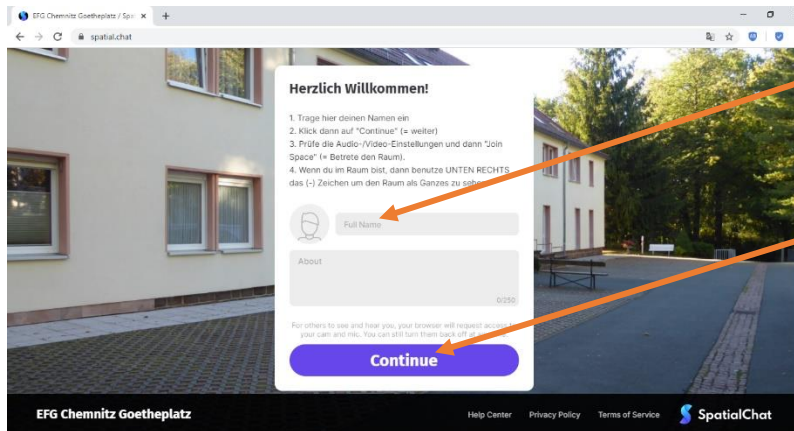 EFG Chemnitz Goetheplatz / Spa
spatial.chat
Herzlich Willkommen!
1. Trage hier deinen Namen ein
2. Klick dann auf "Continue" (= weiter)
3. Prüfe die Audio-/Video-Einstellungen und dann "Join
Space" (= Betrete den Raum).
4. Wenn du im Raum bist, dann benutze UNTEN RECHTS
das (-) Zeichen um den Raum als Ganzes zu sehen
Full Name
About
0/250
For others to see and hear you, your browser will request access
your cam and mic. You can still turn them back off at
Continue
EFG Chemnitz Goetheplatz
Help Center Privacy Policy Terms of Service SpatialChat